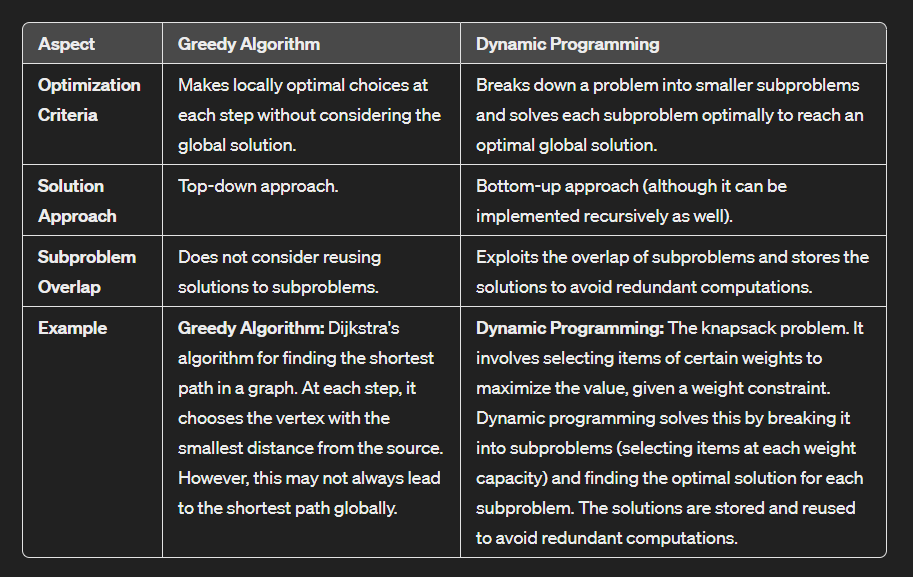 Aspect
Greedy Algorithm
Dynamic Programming
Optimization
Criteria
Makes locally optimal choices at
each step without considering the
global solution.
Breaks down a problem into smaller subproblems
and solves each subproblem optimally to reach an
optimal global solution.
Solution
Approach
Top-down approach.
Bottom-up approach (although it can be
implemented recursively as well).
Subproblem
Overlap
Does not consider reusing
solutions to subproblems.
Exploits the overlap of subproblems and stores the
solutions to avoid redundant computations.
Example
Greedy Algorithm: Dijkstra's
algorithm for finding the shortest
path in a graph. At each step, it
chooses the vertex with the
smallest distance from the source.
However, this may not always lead
to the shortest path globally.
Dynamic Programming: The knapsack problem. It
involves selecting items of certain weights to
maximize the value, given a weight constraint.
Dynamic programming solves this by breaking it
into subproblems (selecting items at each weight
capacity) and finding the optimal solution for each
subproblem. The solutions are stored and reused
to avoid redundant computations.